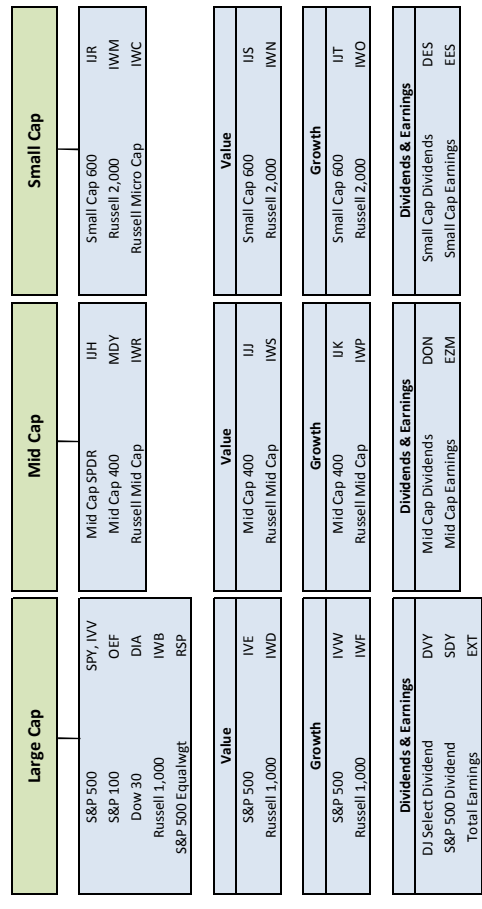 Large Cap
S&P 500 SPY, IVV
S&P 100 OEF
Dow 30 DIA
Russell 1,000 IWB
S&P 500 Equalwgt RSP
Value
S&P 500 IVE
Russell 1,000 IWD
Growth
S&P 500 IVW
Russell 1,000 IWF
Dividends & Earnings
DJ Select Dividend DVY
S&P 500 Dividend SDY
Total Earnings EXT
Mid Cap
Mid Cap SPDR IJH
Mid Cap 400 MDY
Russell Mid Cap IWR
Value
Mid Cap 400 IJJ
Russell Mid Cap IWS
Growth
Mid Cap 400 IJK
Russell Mid Cap IWP
Dividends & Earnings
Mid Cap Dividends DON
Mid Cap Earnings EZM
Small Cap
Small Cap 600 IJR
Russell 2,000 IWM
Russell Micro Cap IWC
Value
Small Cap 600 IJS
Russell 2,000 IWN
Growth
Small Cap 600 IJT
Russell 2,000 IWO
Dividends & Earnings
Small Cap Dividends DES
Small Cap Earnings EES